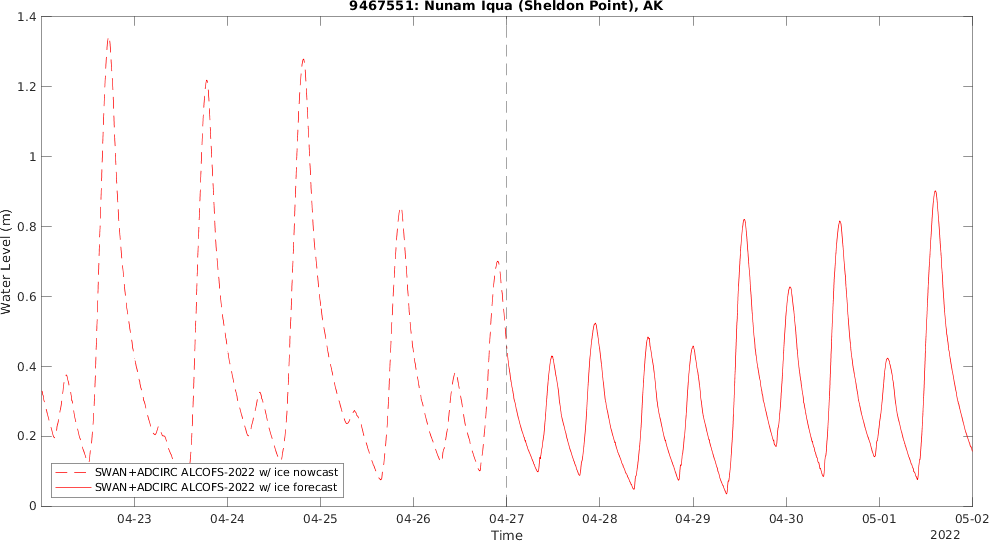 9467551: Nunam Iqua (Sheldon Point), AK
1.4
1.2
1
0.8
0.6
0.4
0.2
0
Water Level (m)
SWAN+ADCIRC ALCOFS-2022 w/ ice nowcast
SWAN+ADCIRC ALCOFS-2022 w/ ice forecast
04-23 04-24 04-25 04-26 04-27 04-28 04-29 04-30 05-01 05-02
Time
2022